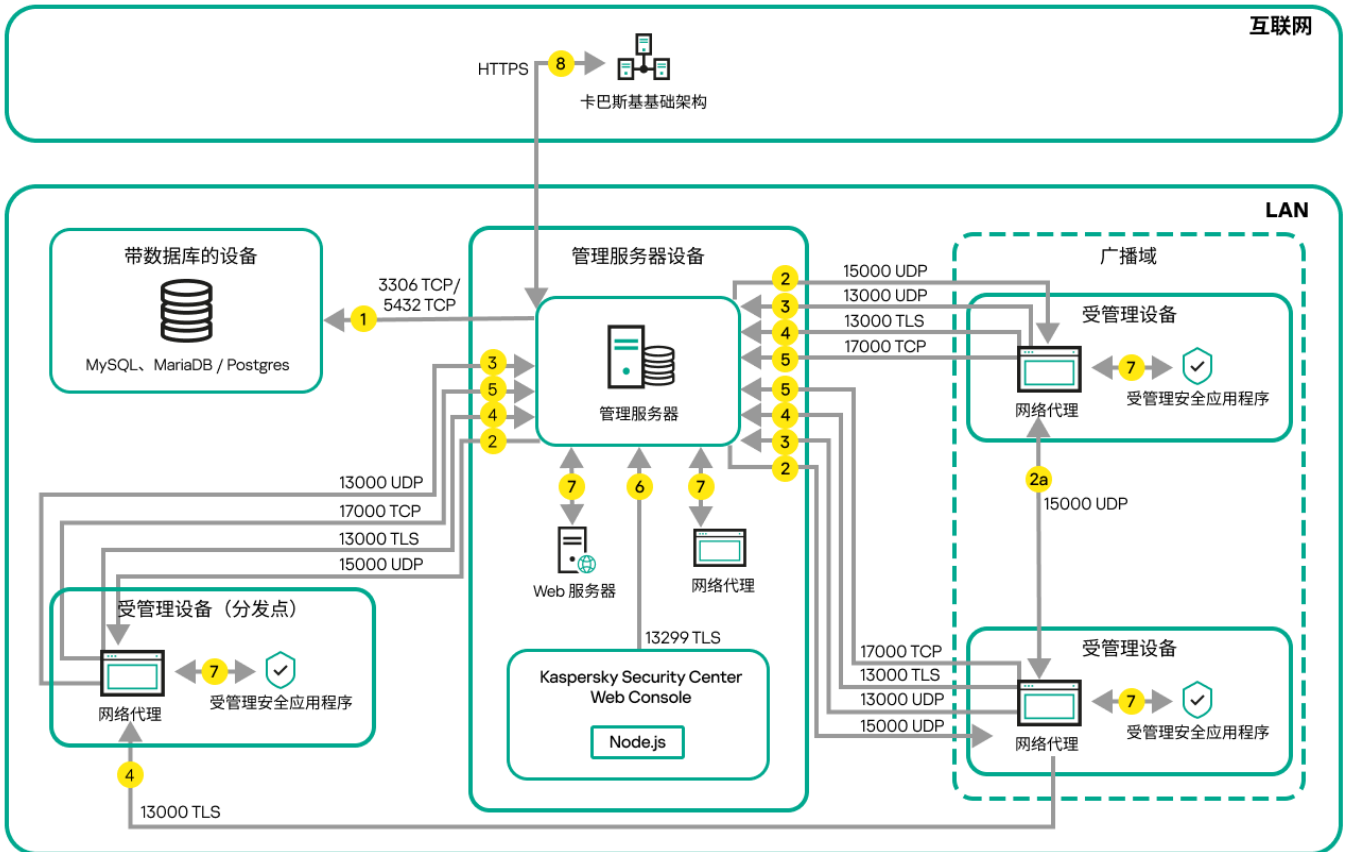 互联网
HTTPS
8
卡巴斯基基础架构
LAN
带数据库的设备
MySQL、MariaDB / Postgres
3306 TCP/
5432 TCP
1
管理服务器设备
管理服务器
3
5
4
2
2
3
4
5
5
4
3
2
15000 UDP
13000 UDP
13000 TLS
17000 TCP
广播域
受管理设备
网络代理
7
受管理安全应用程序
2a
15000 UDP
13000 UDP
17000 TCP
13000 TLS
15000 UDP
7
6
7
Web 服务器
网络代理
13299 TLS
Kaspersky Security Center
Web Console
Node.js
受管理设备（分发点）
网络代理
7
受管理安全应用程序
4
13000 TLS
17000 TCP
13000 TLS
13000 UDP
15000 UDP
受管理设备
网络代理
7
受管理安全应用程序